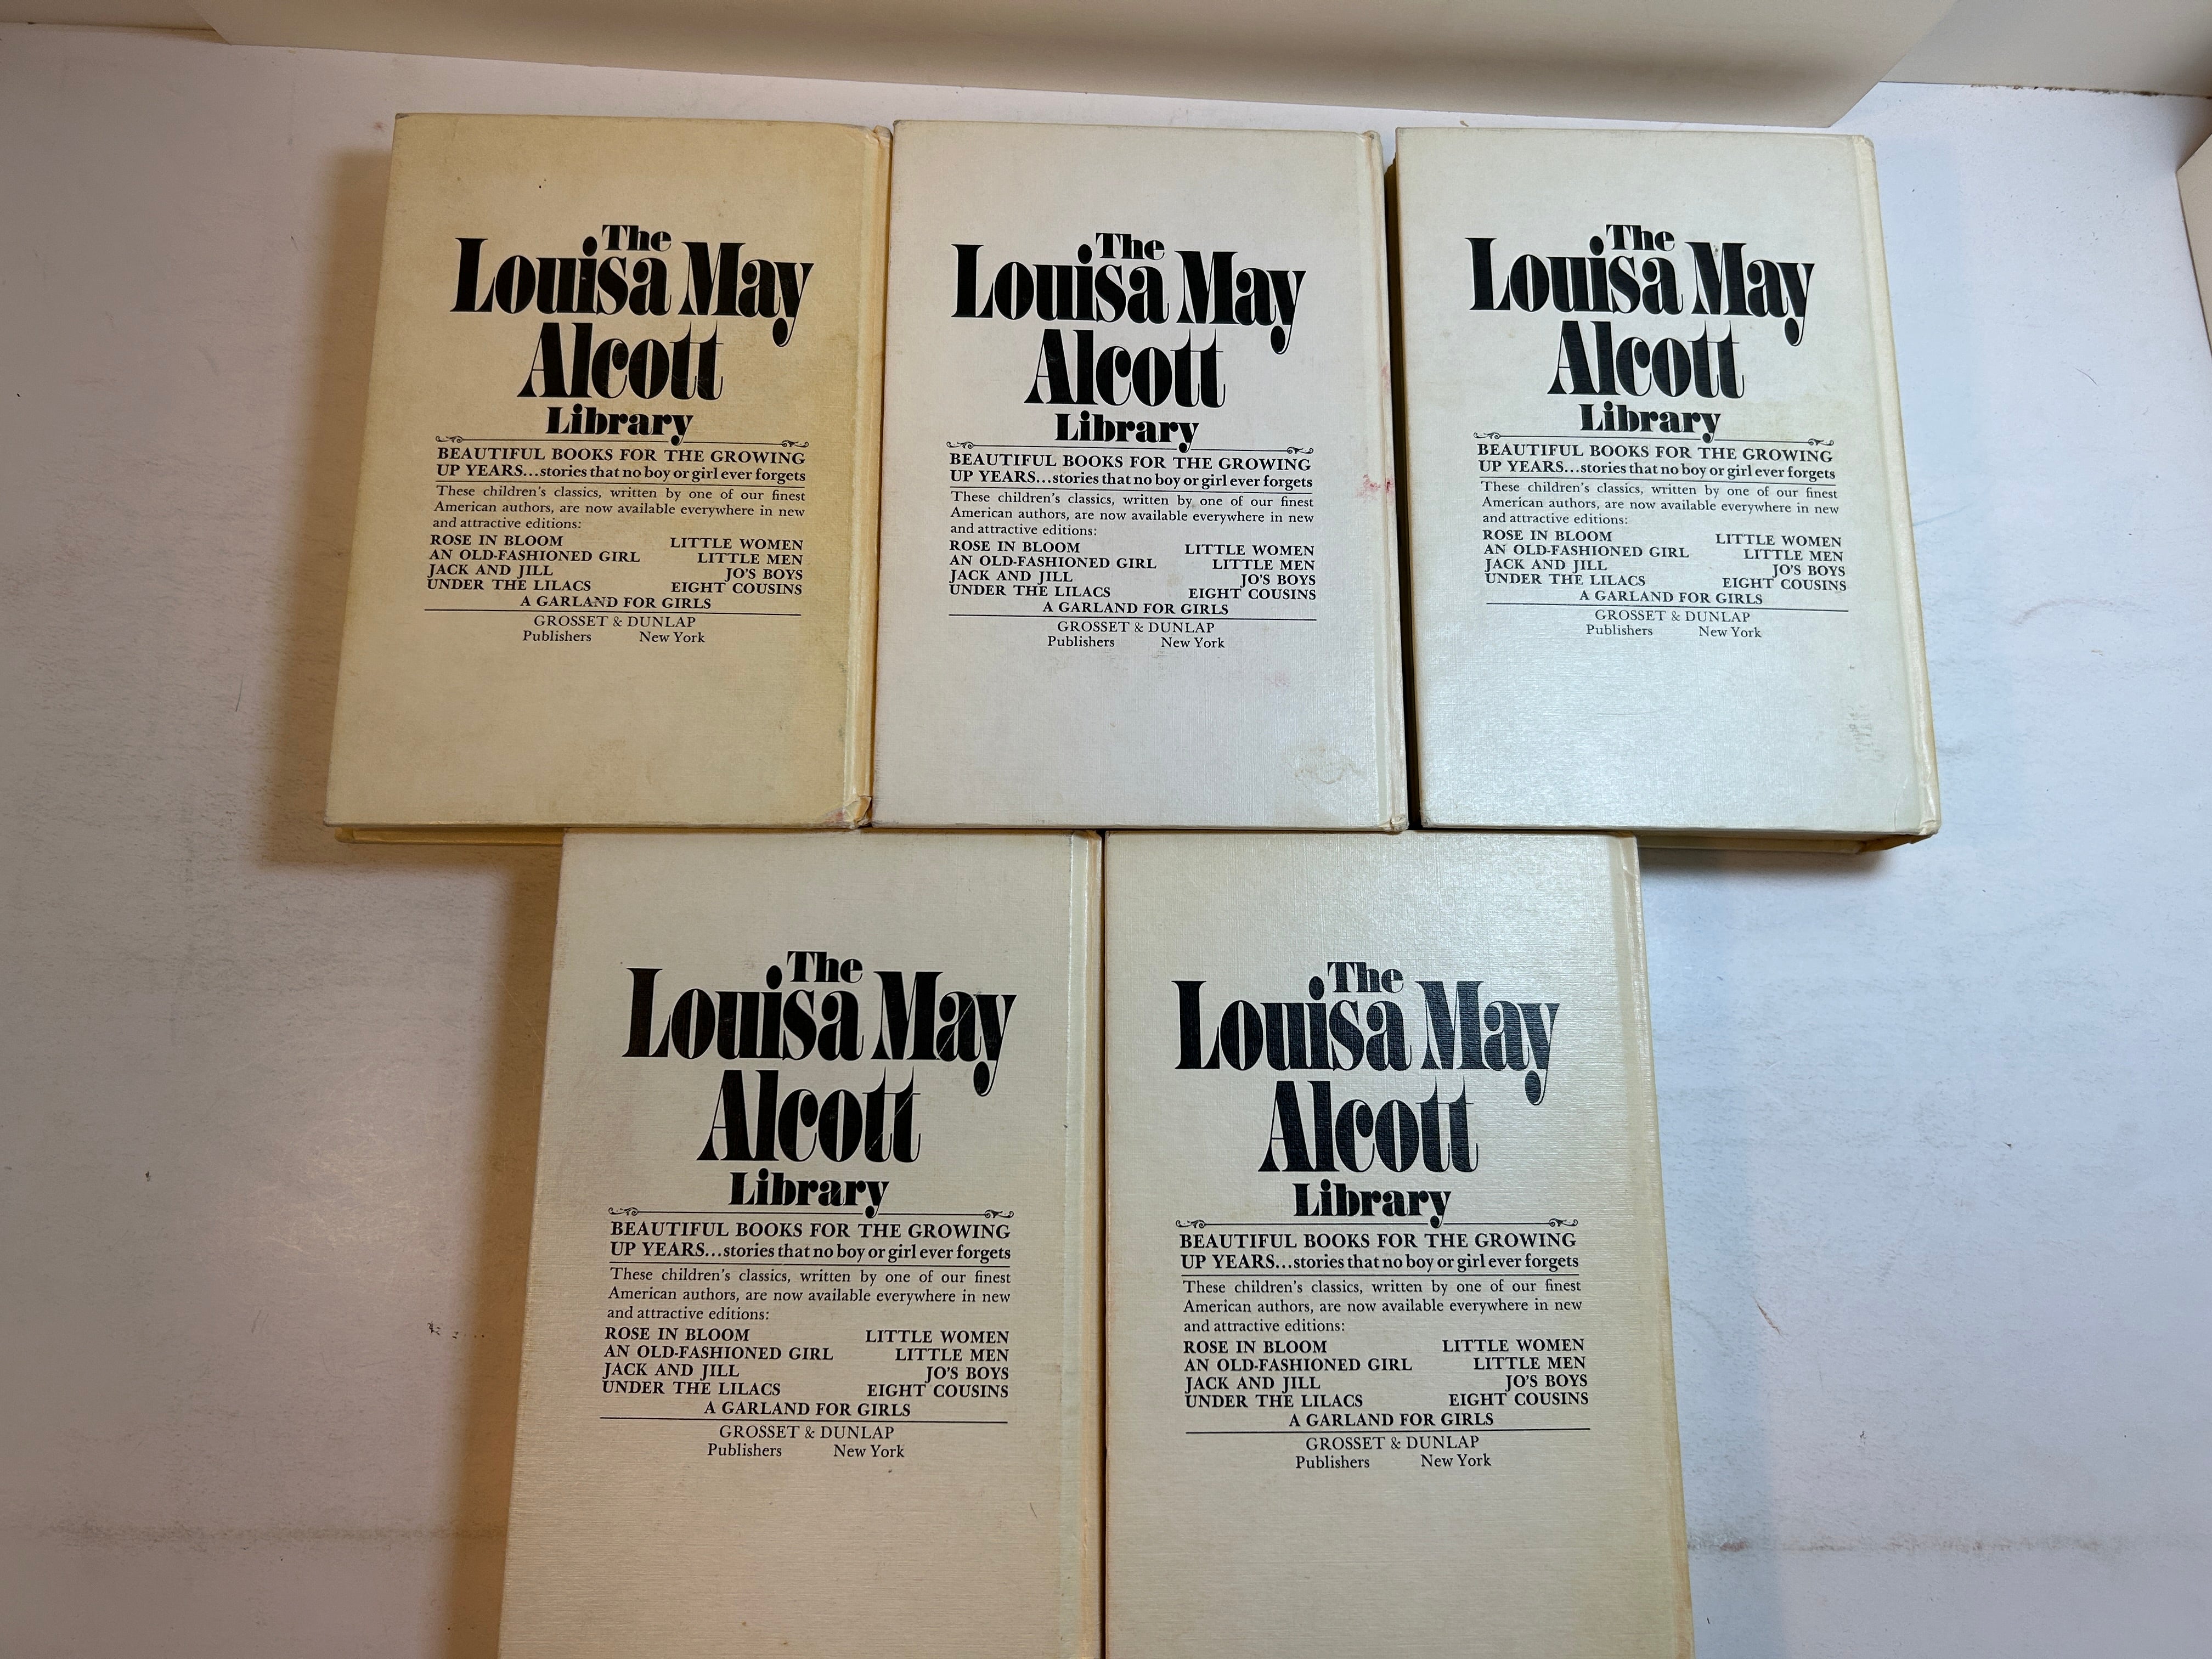 The
Louisa May
Alcott
Library
BEAUTIFUL BOOKS FOR THE GROWING
UP YEARS...stories that no boy or girl ever forgets
These children's classics, written by one of our finest
American authors, are now available everywhere in new
and attractive editions:
ROSE IN BLOOM LITTLE WOMEN
AN OLD-FASHIONED GIRL LITTLE MEN
JACK AND JILL JO'S BOYS
UNDER THE LILACS EIGHT COUSINS
A GARLAND FOR GIRLS
GROSSET & DUNLAP
Publishers New York
The
Louisa May
Alcott
Library
BEAUTIFUL BOOKS FOR THE GROWING
UP YEARS...stories that no boy or girl ever forgets
These children's classics, written by one of our finest
American authors, are now available everywhere in new
and attractive editions:
ROSE IN BLOOM LITTLE WOMEN
AN OLD-FASHIONED GIRL LITTLE MEN
JACK AND JILL JO'S BOYS
UNDER THE LILACS EIGHT COUSINS
A GARLAND FOR GIRLS
GROSSET & DUNLAP
Publishers New York
The
Louisa May
Alcott
Library
BEAUTIFUL BOOKS FOR THE GROWING
UP YEARS...stories that no boy or girl ever forgets
These children's classics, written by one of our finest
American authors, are now available everywhere in new
and attractive editions:
ROSE IN BLOOM LITTLE WOMEN
AN OLD-FASHIONED GIRL LITTLE MEN
JACK AND JILL JO'S BOYS
UNDER THE LILACS EIGHT COUSINS
A GARLAND FOR GIRLS
GROSSET & DUNLAP
Publishers New York
The
Louisa May
Alcott
Library
BEAUTIFUL BOOKS FOR THE GROWING
UP YEARS...stories that no boy or girl ever forgets
These children's classics, written by one of our finest
American authors, are now available everywhere in new
and attractive editions:
ROSE IN BLOOM LITTLE WOMEN
AN OLD-FASHIONED GIRL LITTLE MEN
JACK AND JILL JO'S BOYS
UNDER THE LILACS EIGHT COUSINS
A GARLAND FOR GIRLS
GROSSET & DUNLAP
Publishers New York
The
Louisa May
Alcott
Library
BEAUTIFUL BOOKS FOR THE GROWING
UP YEARS...stories that no boy or girl ever forgets
These children's classics, written by one of our finest
American authors, are now available everywhere in new
and attractive editions:
ROSE IN BLOOM LITTLE WOMEN
AN OLD-FASHIONED GIRL LITTLE MEN
JACK AND JILL JO'S BOYS
UNDER THE LILACS EIGHT COUSINS
A GARLAND FOR GIRLS
GROSSET & DUNLAP
Publishers New York